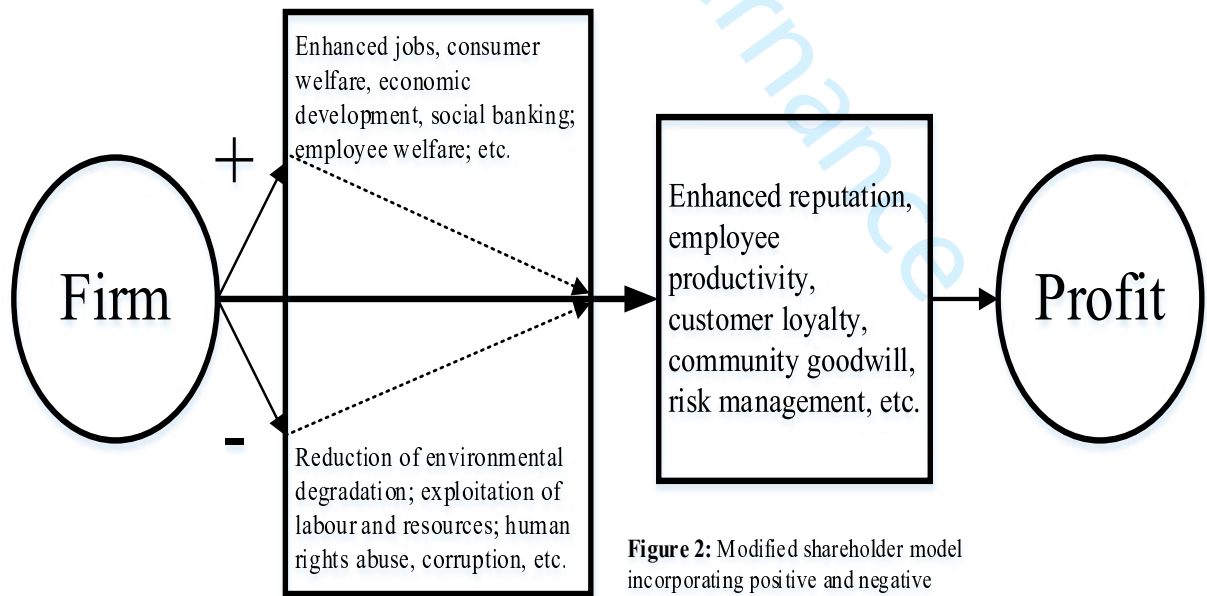 Enhanced jobs, consumer
welfare, economic
development, social banking;
employee welfare; etc.
+
Firm
-
Reduction of environmental
degradation; exploitation of
labour and resources; human
rights abuse, corruption, etc.
Enhanced reputation,
employee
productivity,
customer loyalty,
community goodwill,
risk management, etc.
Profit
Figure 2: Modified shareholder model
incorporating positive and negative